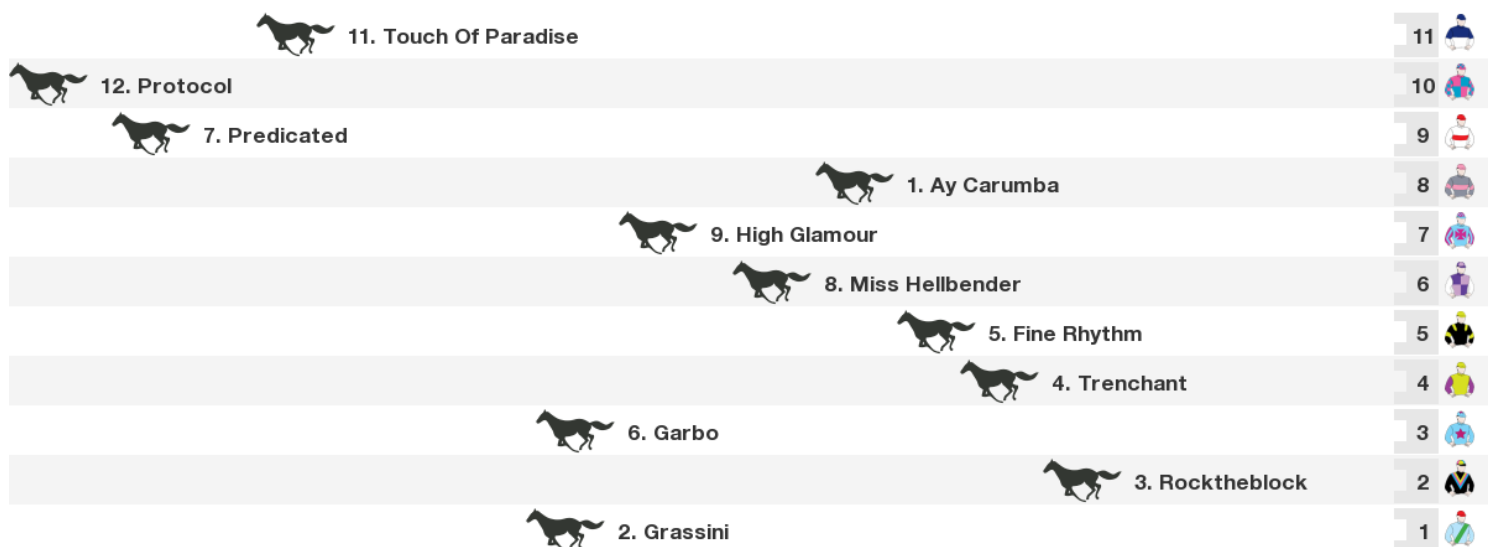 11. Touch Of Paradise 11
12. Protocol 10
7. Predicated 9
1. Ay Carumba 8
9. High Glamour 7
8. Miss Hellbender 6
5. Fine Rhythm 5
4. Trenchant 4
6. Garbo 3
3. Rocktheblock 2
2. Grassini 1